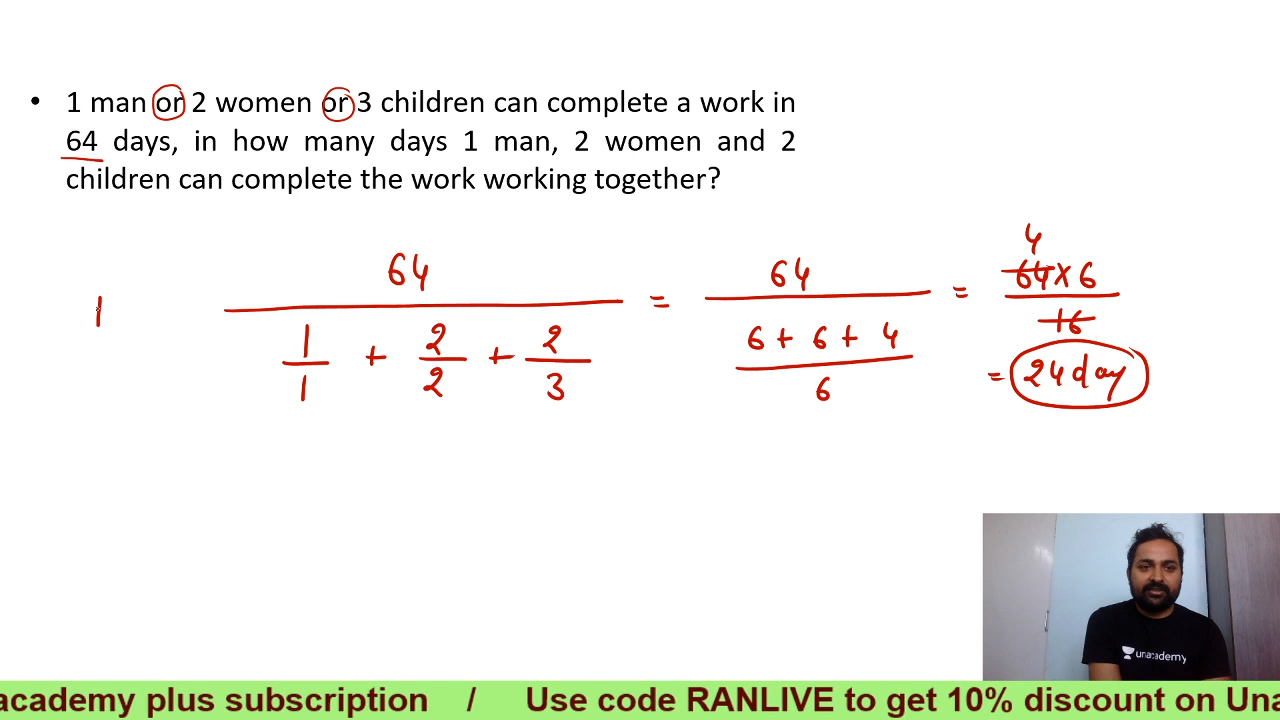 • 1 man or 2 women or 3 children can complete a work in
64 days, in how many days 1 man, 2 women and 2
children can complete the work working together?
1
64 / (1/1 + 2/2 + 2/3) = 64 / ((6 + 6 + 4)/6) = 4 64 × 6 / 16
= 24 day
unacademy
academy plus subscription / Use code RANLIVE to get 10% discount on Una